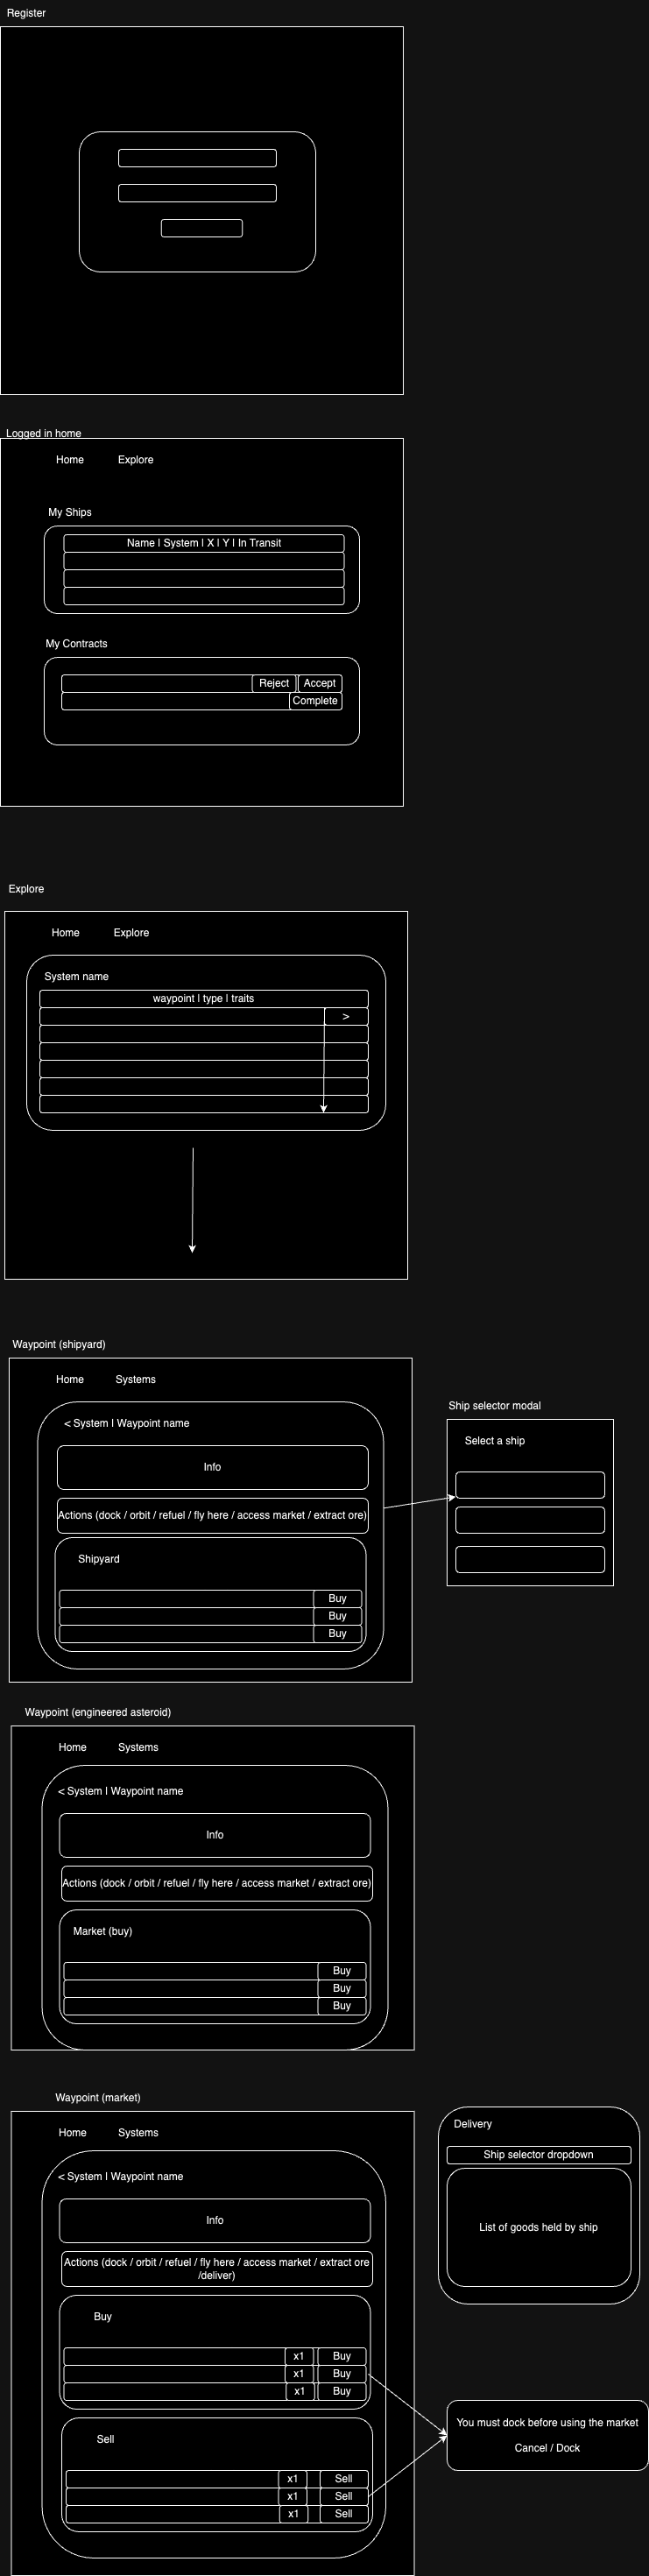 Register
Logged in home
Home Explore
My Ships
Name | System | X | Y | In Transit
My Contracts
Reject Accept
Complete
Explore
Home Explore
System name
waypoint | type | traits
>
Waypoint (shipyard)
Home Systems
< System | Waypoint name
Info
Actions (dock / orbit / refuel / fly here / access market / extract ore)
Shipyard
Buy
Buy
Buy
Ship selector modal
Select a ship
Waypoint (engineered asteroid)
Home Systems
< System | Waypoint name
Info
Actions (dock / orbit / refuel / fly here / access market / extract ore)
Market (buy)
Buy
Buy
Buy
Waypoint (market)
Home Systems
< System | Waypoint name
Info
Actions (dock / orbit / refuel / fly here / access market / extract ore
/deliver)
Buy
x1 Buy
x1 Buy
x1 Buy
Sell
x1 Sell
x1 Sell
x1 Sell
Delivery
Ship selector dropdown
List of goods held by ship
You must dock before using the market
Cancel / Dock